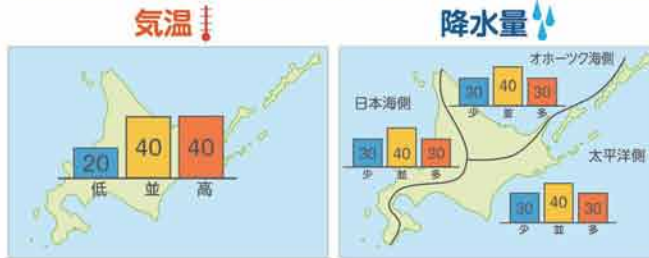 気温
20 40 40
低 並 高
降水量
オホーツク海側
30 40 30
少 並 多
日本海側
30 40 30
少 並 多
太平洋側
30 40 30
少 並 多